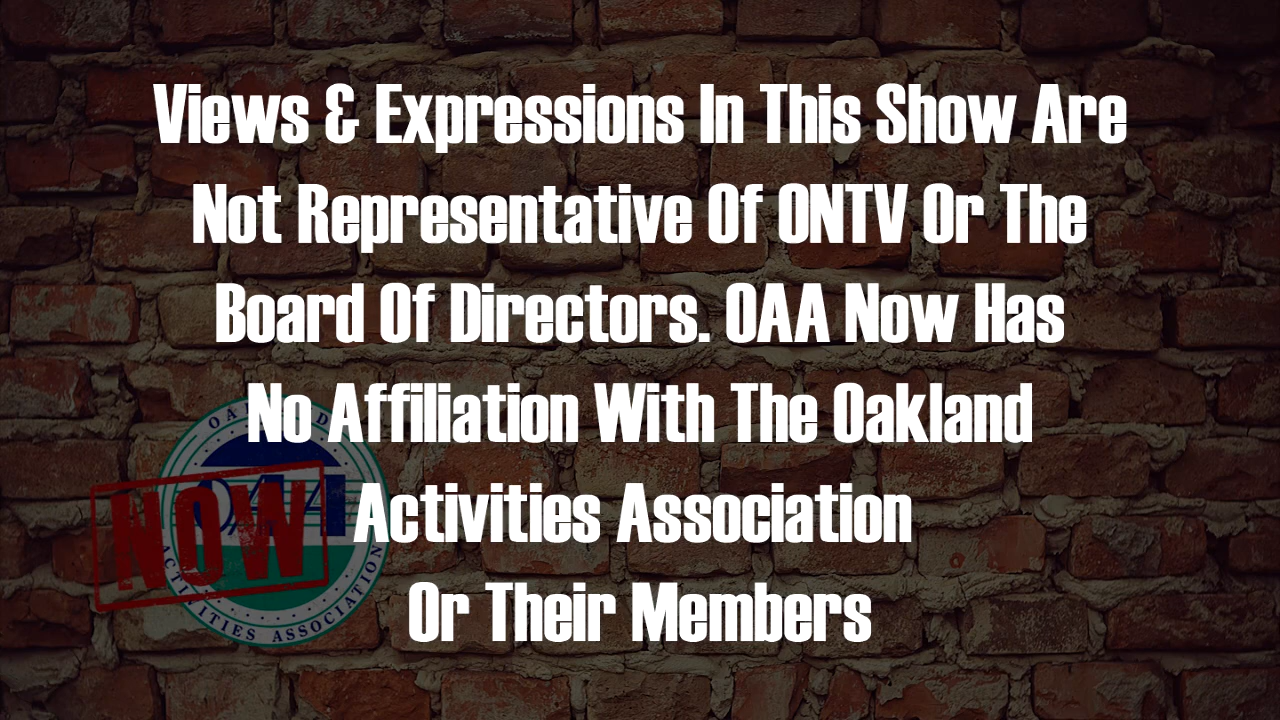 Views & Expressions In This Show Are
Not Representative Of ONTV Or The
Board Of Directors. OAA Now Has
No Affiliation With The Oakland
Activities Association
Or Their Members
OAA
NOW
ACTIVITIES ASSOCIATION